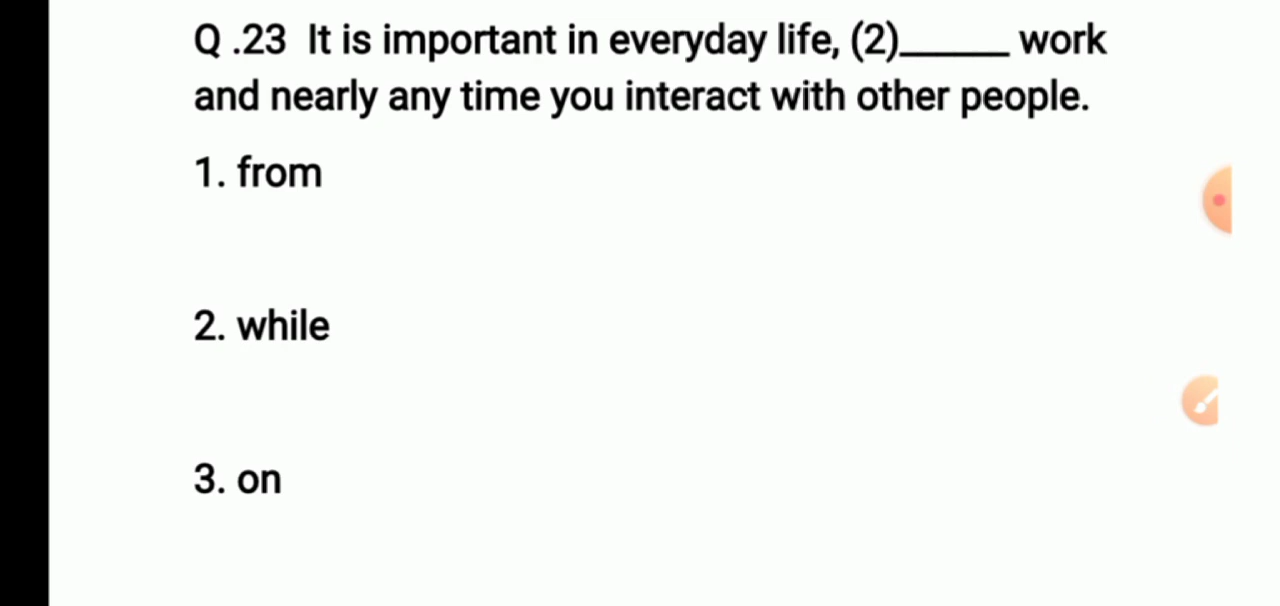 Q .23 It is important in everyday life, (2)_____ work
and nearly any time you interact with other people.
1. from
2. while
3. on